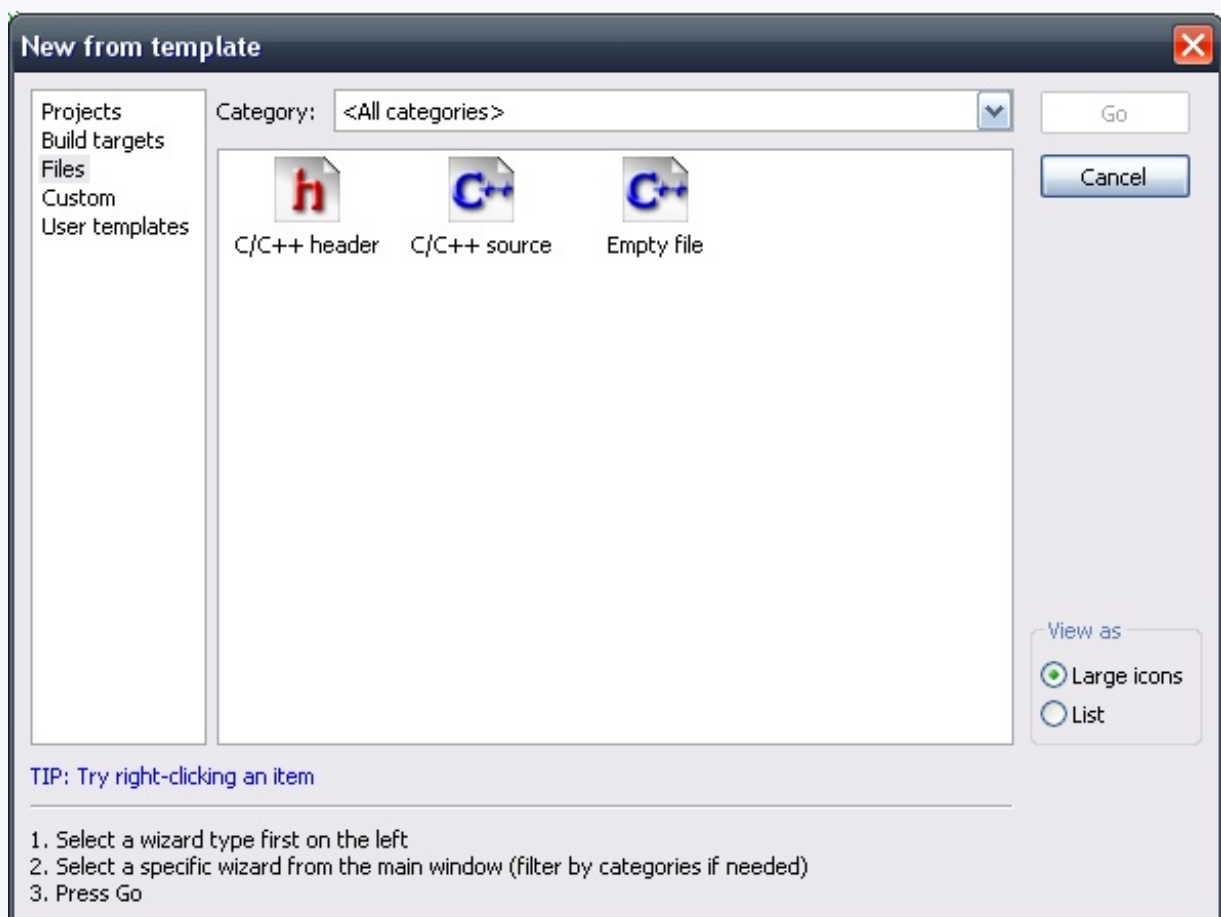 New from template
Projects
Build targets
Files
Custom
User templates
Category: <All categories>
Go
Cancel
h C++ C++
C/C++ header C/C++ source Empty file
View as
Large icons
List
TIP: Try right-clicking an item
1. Select a wizard type first on the left
2. Select a specific wizard from the main window (filter by categories if needed)
3. Press Go